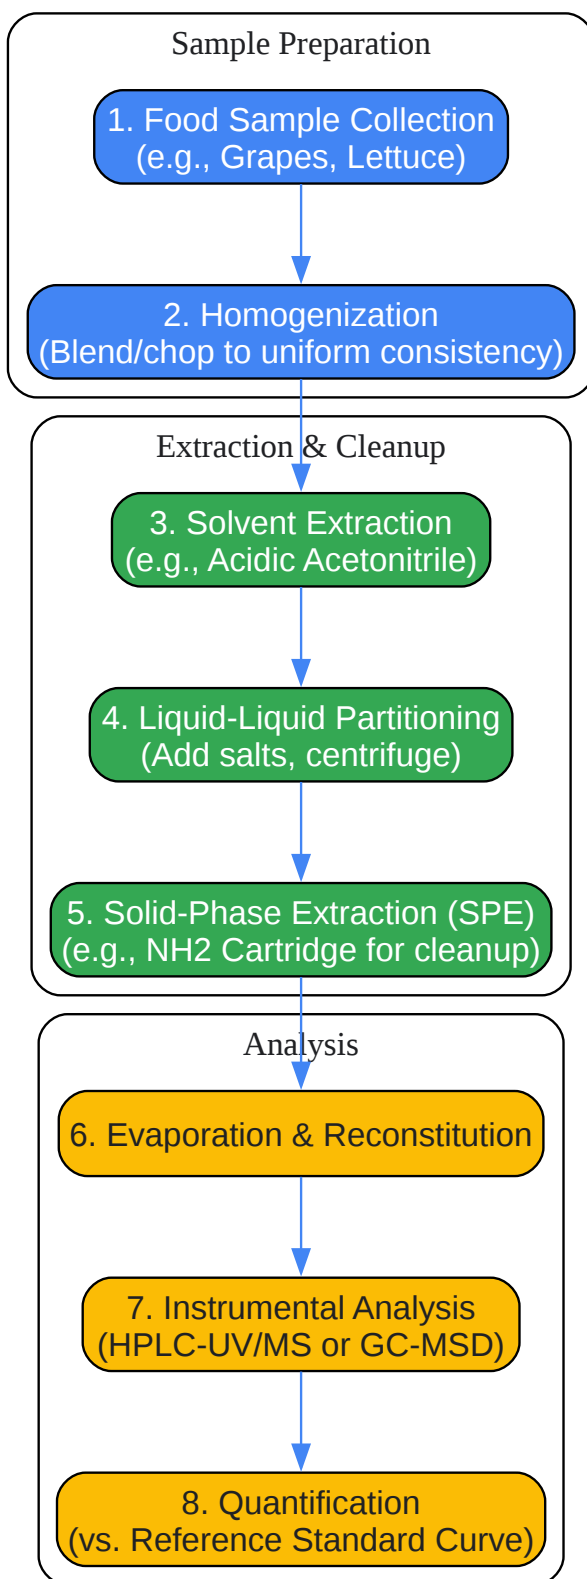 Sample Preparation
1. Food Sample Collection
(e.g., Grapes, Lettuce)
2. Homogenization
(Blend/chop to uniform consistency)
Extraction & Cleanup
3. Solvent Extraction
(e.g., Acidic Acetonitrile)
4. Liquid-Liquid Partitioning
(Add salts, centrifuge)
5. Solid-Phase Extraction (SPE)
(e.g., NH2 Cartridge for cleanup)
Analysis
6. Evaporation & Reconstitution
7. Instrumental Analysis
(HPLC-UV/MS or GC-MSD)
8. Quantification
(vs. Reference Standard Curve)